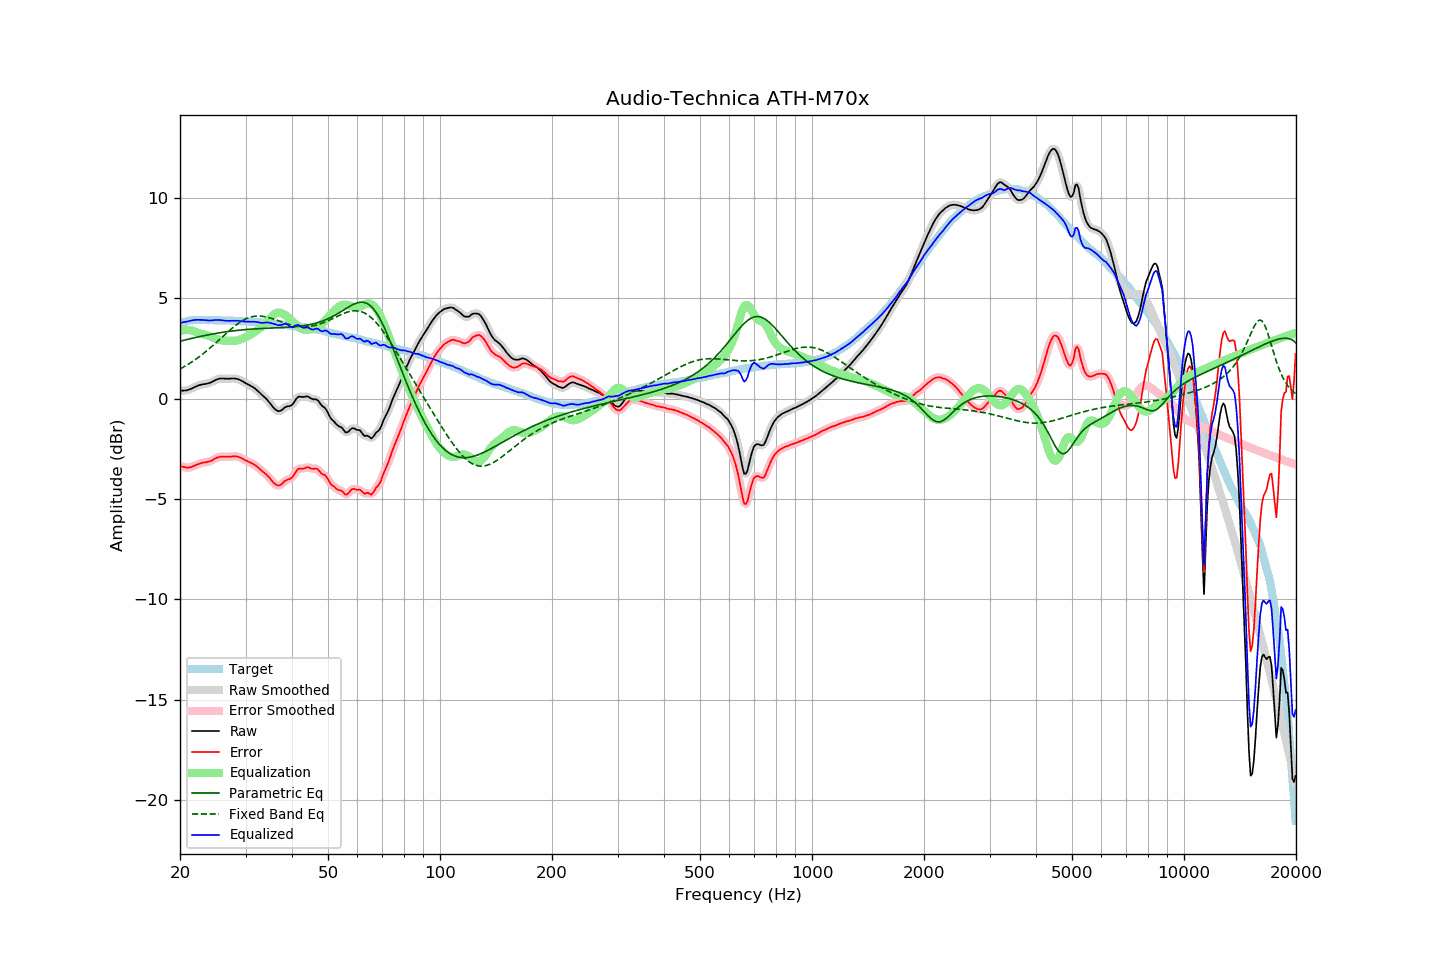 Audio-Technica ATH-M70x
Amplitude (dBr)
10
5
0
−5
−10
−15
−20
Target
Raw Smoothed
Error Smoothed
Raw
Error
Equalization
Parametric Eq
Fixed Band Eq
Equalized
20 50 100 200 500 1000 2000 5000 10000 20000
Frequency (Hz)